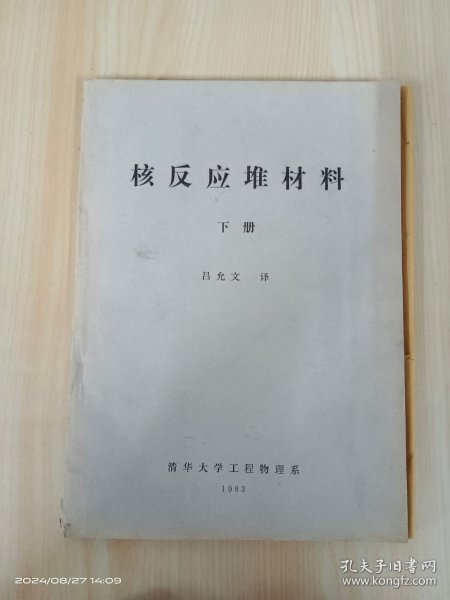 核反应堆材料
下册
吕允文 译
清华大学工程物理系
1983
2024/08/27 14:09
孔夫子旧书网
www.kongfz.com